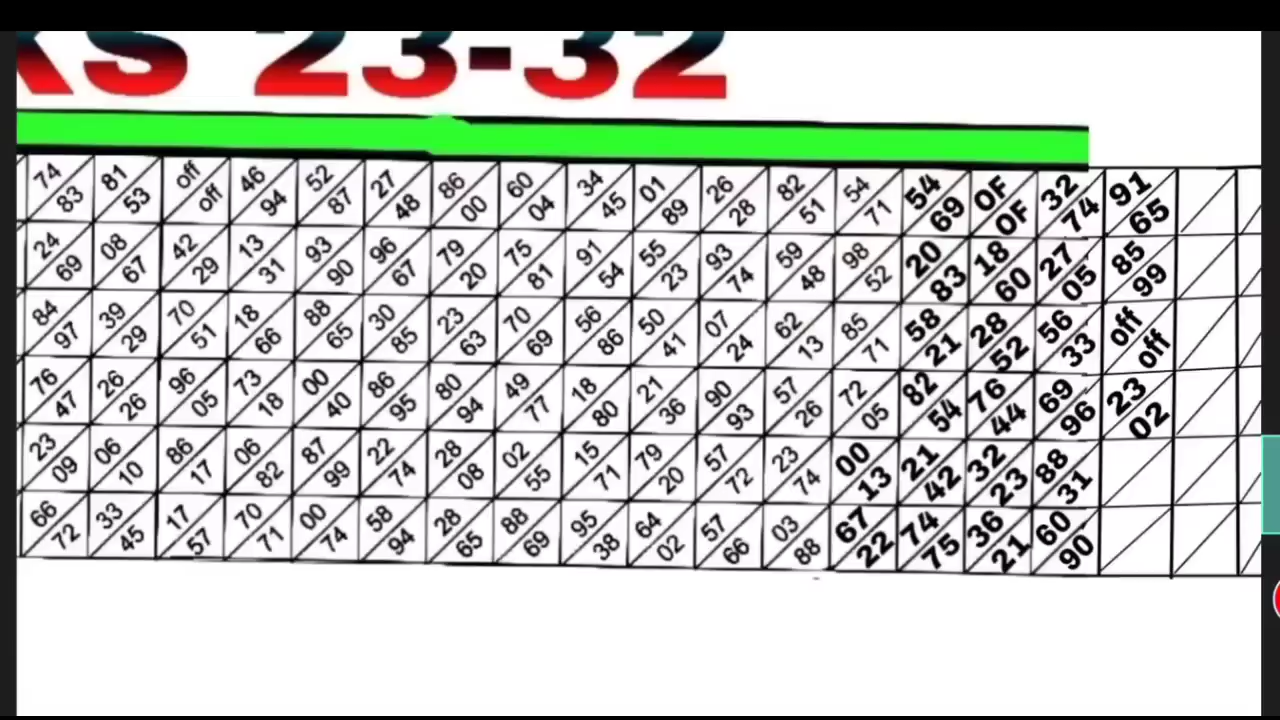 KS 23-32
74 83 81 53 off off 46 94 52 87 27 48 86 00 60 04 34 45 01 89 26 28 82 51 54 71 54 69 OF OF 32 74 91 65
24 69 08 67 42 29 13 31 93 90 96 67 79 20 75 81 91 54 55 23 93 74 59 48 98 52 20 83 18 60 27 05 85 99
84 97 39 29 70 51 18 66 88 65 30 85 23 63 70 69 56 86 50 41 07 24 62 13 85 71 58 21 28 52 56 33 off off
76 47 26 26 96 05 73 18 00 40 86 95 80 94 49 77 18 80 21 36 90 93 57 26 72 05 82 54 76 44 69 96 23 02
23 09 06 10 86 17 06 82 87 99 22 74 28 08 02 55 15 71 79 20 57 72 23 74 00 13 21 42 32 23 88 31
66 72 33 45 17 57 70 71 00 74 58 94 28 65 88 69 95 38 64 02 57 66 03 88 67 22 74 75 36 21 60 90